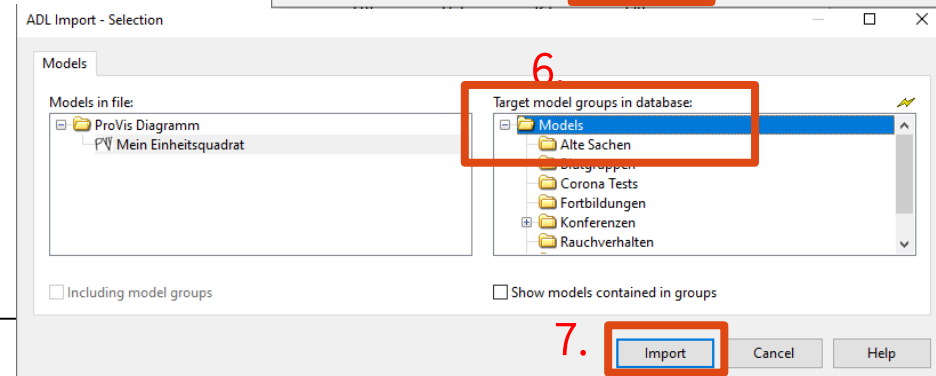 ADL Import - Selection
Models
6.
Models in file:
Target model groups in database:
ProVis Diagramm
Mein Einheitsquadrat
Models
Alte Sachen
Blutgruppen
Corona Tests
Fortbildungen
Konferenzen
Rauchverhalten
Including model groups
Show models contained in groups
7.
Import
Cancel
Help